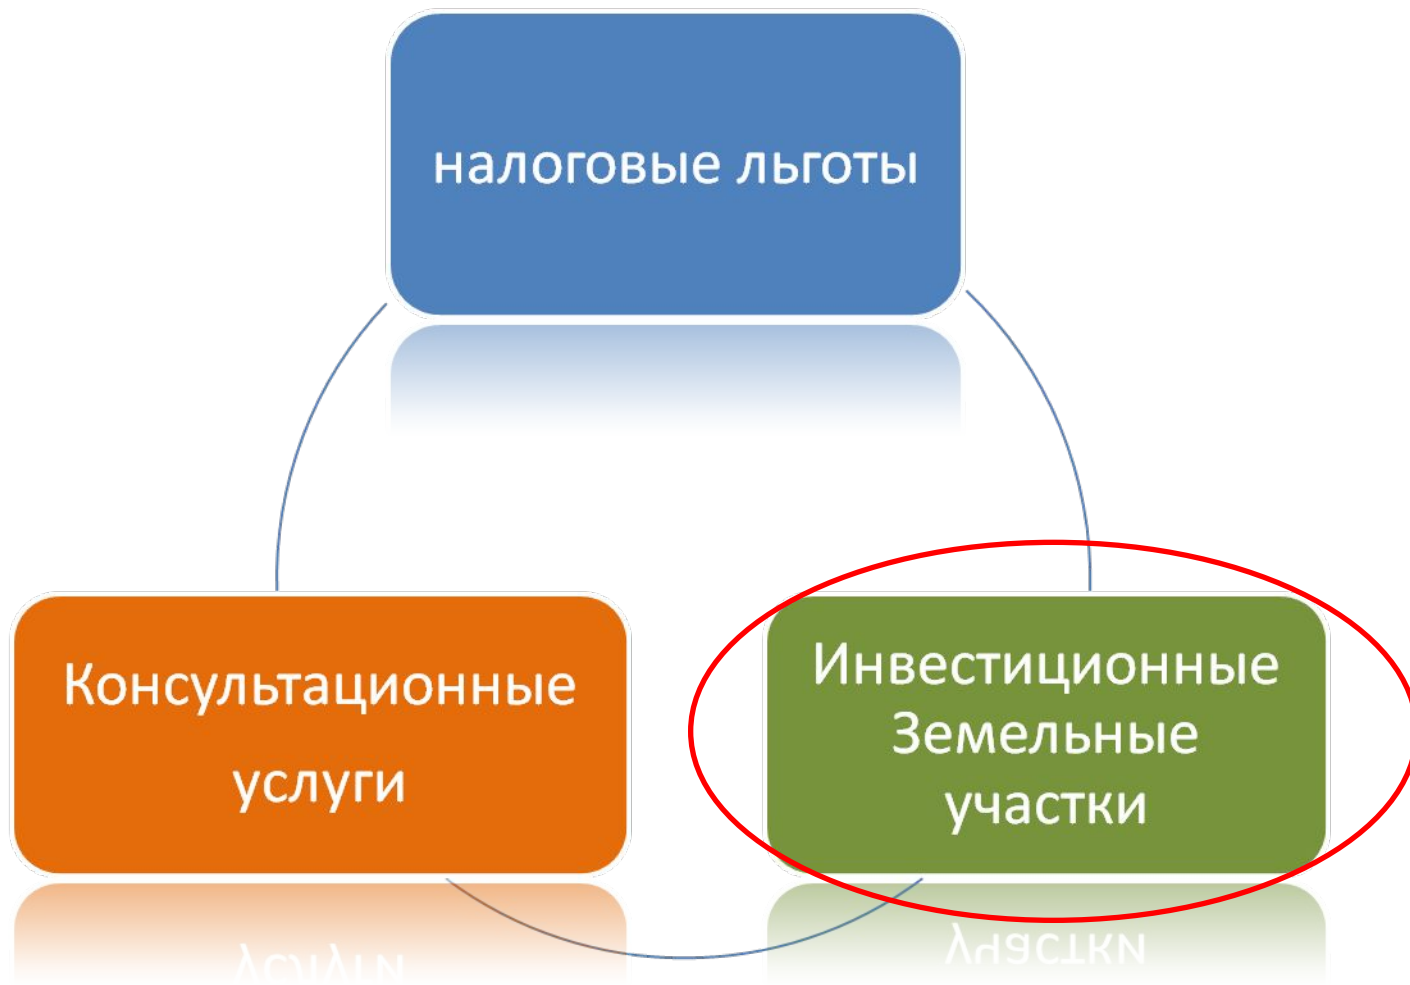 налоговые льготы
Консультационные
услуги
Инвестиционные
Земельные
участки